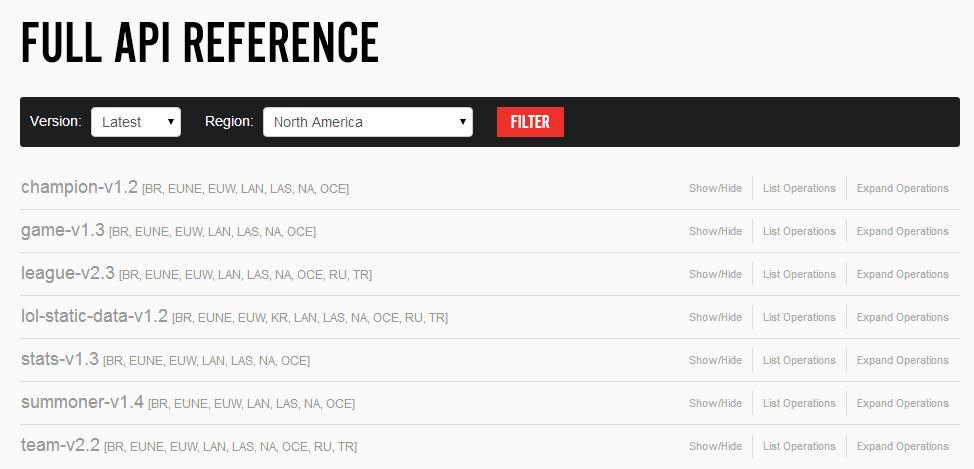 FULL API REFERENCE
Version: Latest Region: North America FILTER
champion-v1.2 [BR, EUNE, EUW, LAN, LAS, NA, OCE] Show/Hide List Operations Expand Operations
game-v1.3 [BR, EUNE, EUW, LAN, LAS, NA, OCE] Show/Hide List Operations Expand Operations
league-v2.3 [BR, EUNE, EUW, LAN, LAS, NA, OCE, RU, TR] Show/Hide List Operations Expand Operations
lol-static-data-v1.2 [BR, EUNE, EUW, KR, LAN, LAS, NA, OCE, RU, TR] Show/Hide List Operations Expand Operations
stats-v1.3 [BR, EUNE, EUW, LAN, LAS, NA, OCE] Show/Hide List Operations Expand Operations
summoner-v1.4 [BR, EUNE, EUW, LAN, LAS, NA, OCE] Show/Hide List Operations Expand Operations
team-v2.2 [BR, EUNE, EUW, LAN, LAS, NA, OCE, RU, TR] Show/Hide List Operations Expand Operations